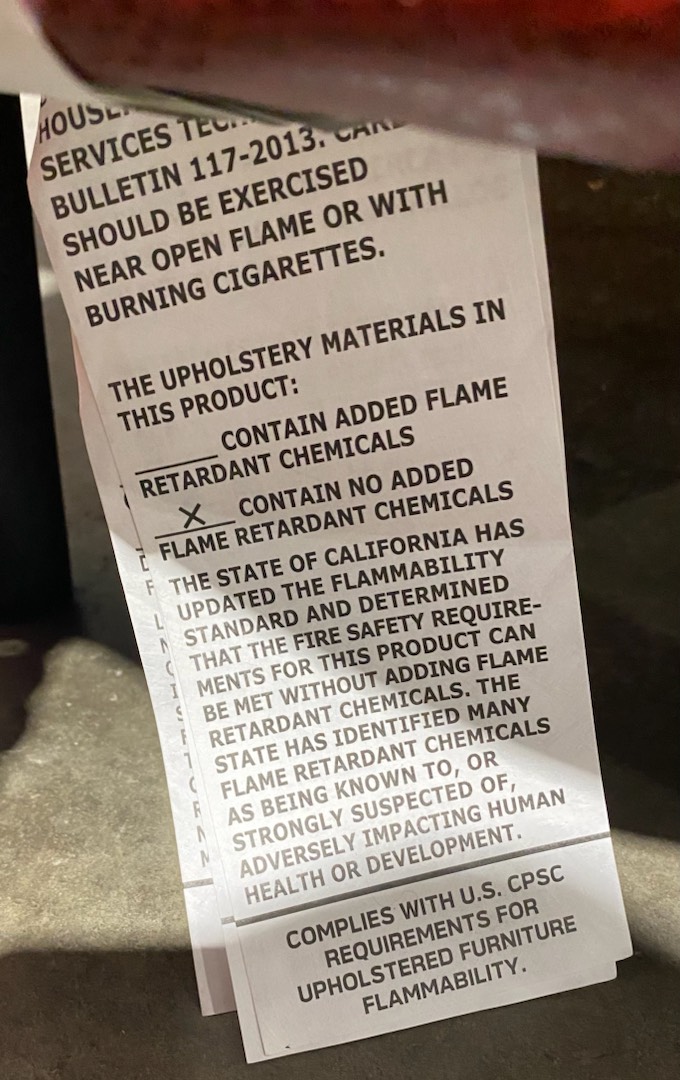 SERVICES
BULLETIN 117-2013. CARE
SHOULD BE EXERCISED
NEAR OPEN FLAME OR WITH
BURNING CIGARETTES.
THE UPHOLSTERY MATERIALS IN
THIS PRODUCT:
CONTAIN ADDED FLAME
RETARDANT CHEMICALS
X CONTAIN NO ADDED
FLAME RETARDANT CHEMICALS
THE STATE OF CALIFORNIA HAS
UPDATED THE FLAMMABILITY
STANDARD AND DETERMINED
THAT THE FIRE SAFETY REQUIRE-
MENTS FOR THIS PRODUCT CAN
BE MET WITHOUT ADDING FLAME
RETARDANT CHEMICALS. THE
STATE HAS IDENTIFIED MANY
FLAME RETARDANT CHEMICALS
AS BEING KNOWN TO, OR
STRONGLY SUSPECTED OF,
ADVERSELY IMPACTING HUMAN
HEALTH OR DEVELOPMENT.
COMPLIES WITH U.S. CPSC
REQUIREMENTS FOR
UPHOLSTERED FURNITURE
FLAMMABILITY.